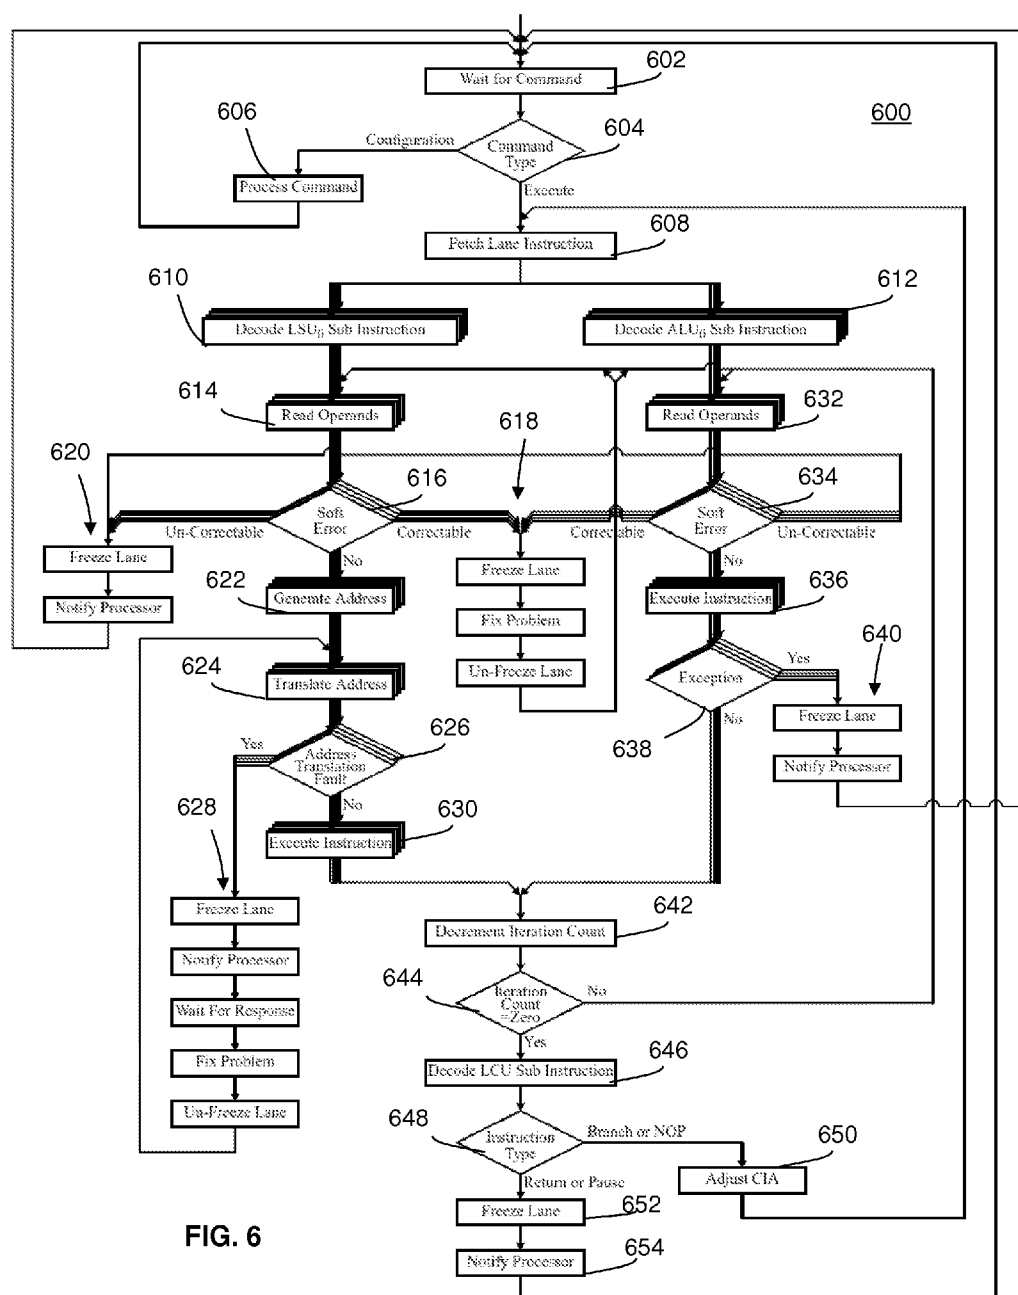 602
Wait for Command
600
606
Configuration
Command
Type
604
Process Command
Execute
608
Fetch Lane Instruction
610
612
Decode LSU0 Sub Instruction
Decode ALU0 Sub Instruction
614
632
Read Operands
Read Operands
618
620
616
634
Soft
Error
Soft
Error
Un-Correctable
Correctable
Correctable
Un-Correctable
Freeze Lane
No
Freeze Lane
No
622
Generate Address
Execute Instruction
636
Notify Processor
Fix Problem
640
624
Un-Freeze Lane
Yes
Translate Address
Exception
Freeze Lane
626
638
No
Yes
Address
Translation
Fault
Notify Processor
628
No
630
Execute Instruction
Freeze Lane
642
Decrement Iteration Count
Notify Processor
644
Iteration
Count
=Zero
No
Wait For Response
Yes
646
Fix Problem
Decode LCU Sub Instruction
Un-Freeze Lane
648
Instruction
Type
Branch or NOP
650
Adjust CIA
Return or Pause
Freeze Lane
652
FIG. 6
654
Notify Processor